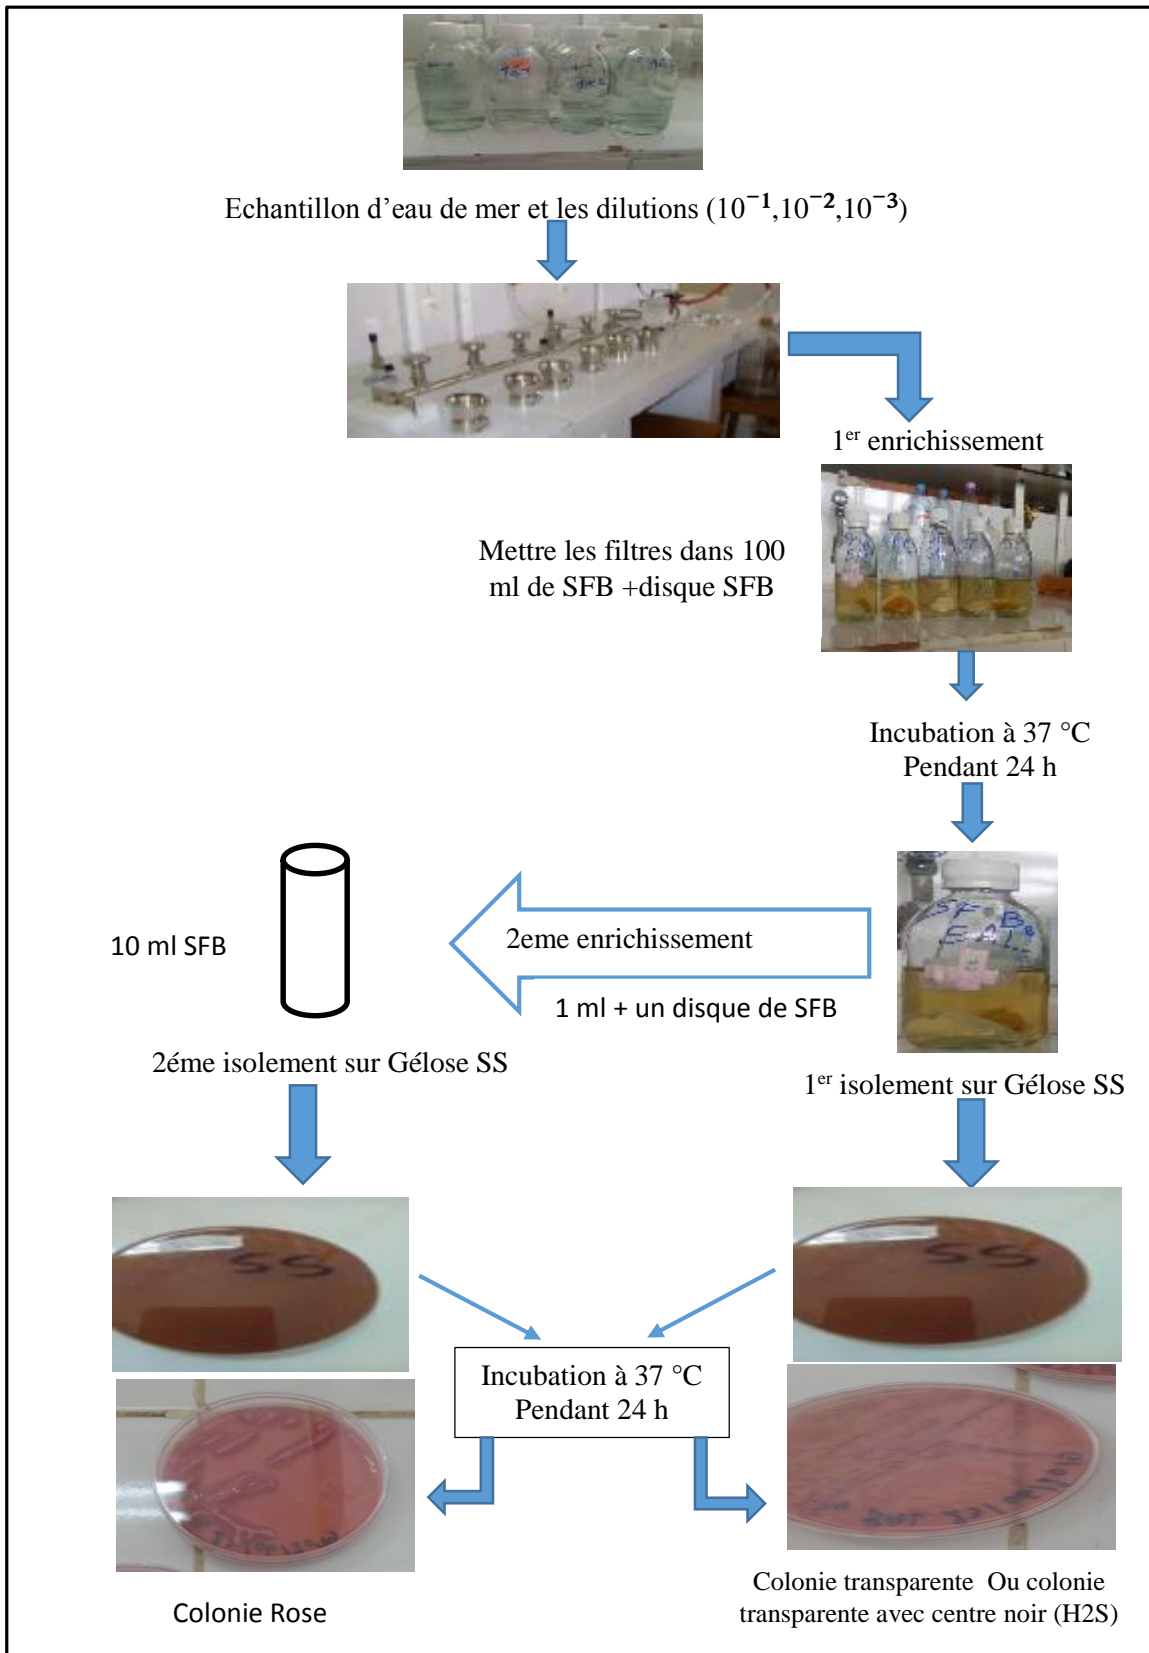 Echantillon d'eau de mer et les dilutions (10⁻¹,10⁻²,10⁻³)
1er enrichissement
Mettre les filtres dans 100
ml de SFB +disque SFB
Incubation à 37 °C
Pendant 24 h
2eme enrichissement
10 ml SFB
1 ml + un disque de SFB
2éme isolement sur Gélose SS
1er isolement sur Gélose SS
SS
SS
Incubation à 37 °C
Pendant 24 h
Colonie Rose
Colonie transparente Ou colonie
transparente avec centre noir (H2S)